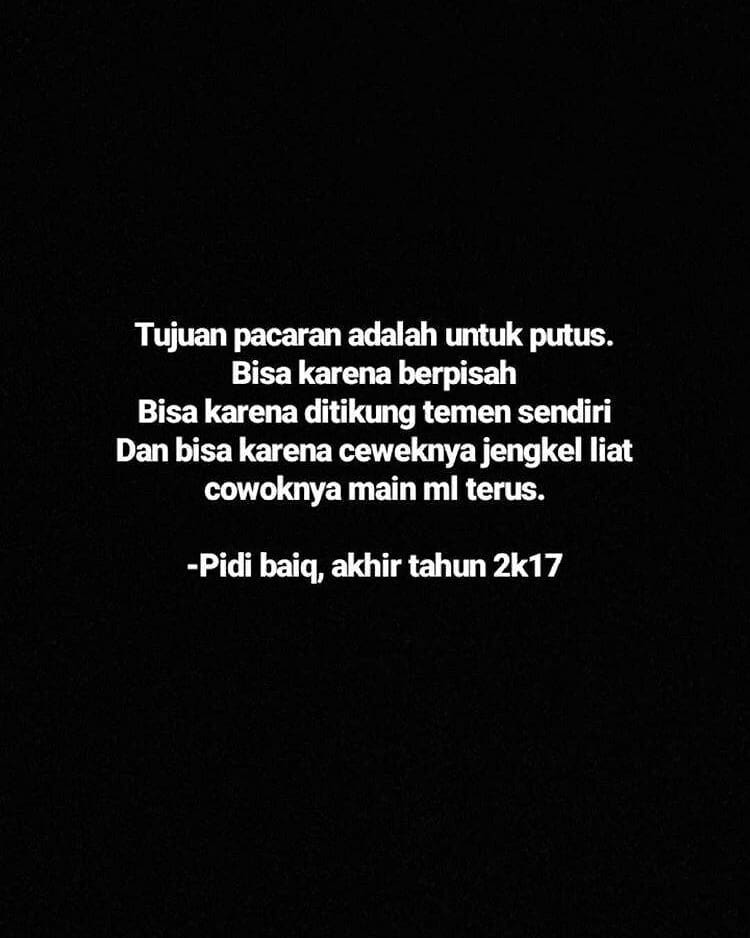 Tujuan pacaran adalah untuk putus.
Bisa karena berpisah
Bisa karena ditikung temen sendiri
Dan bisa karena ceweknya jengkel liat
cowoknya main ml terus.
-Pidi baiq, akhir tahun 2k17